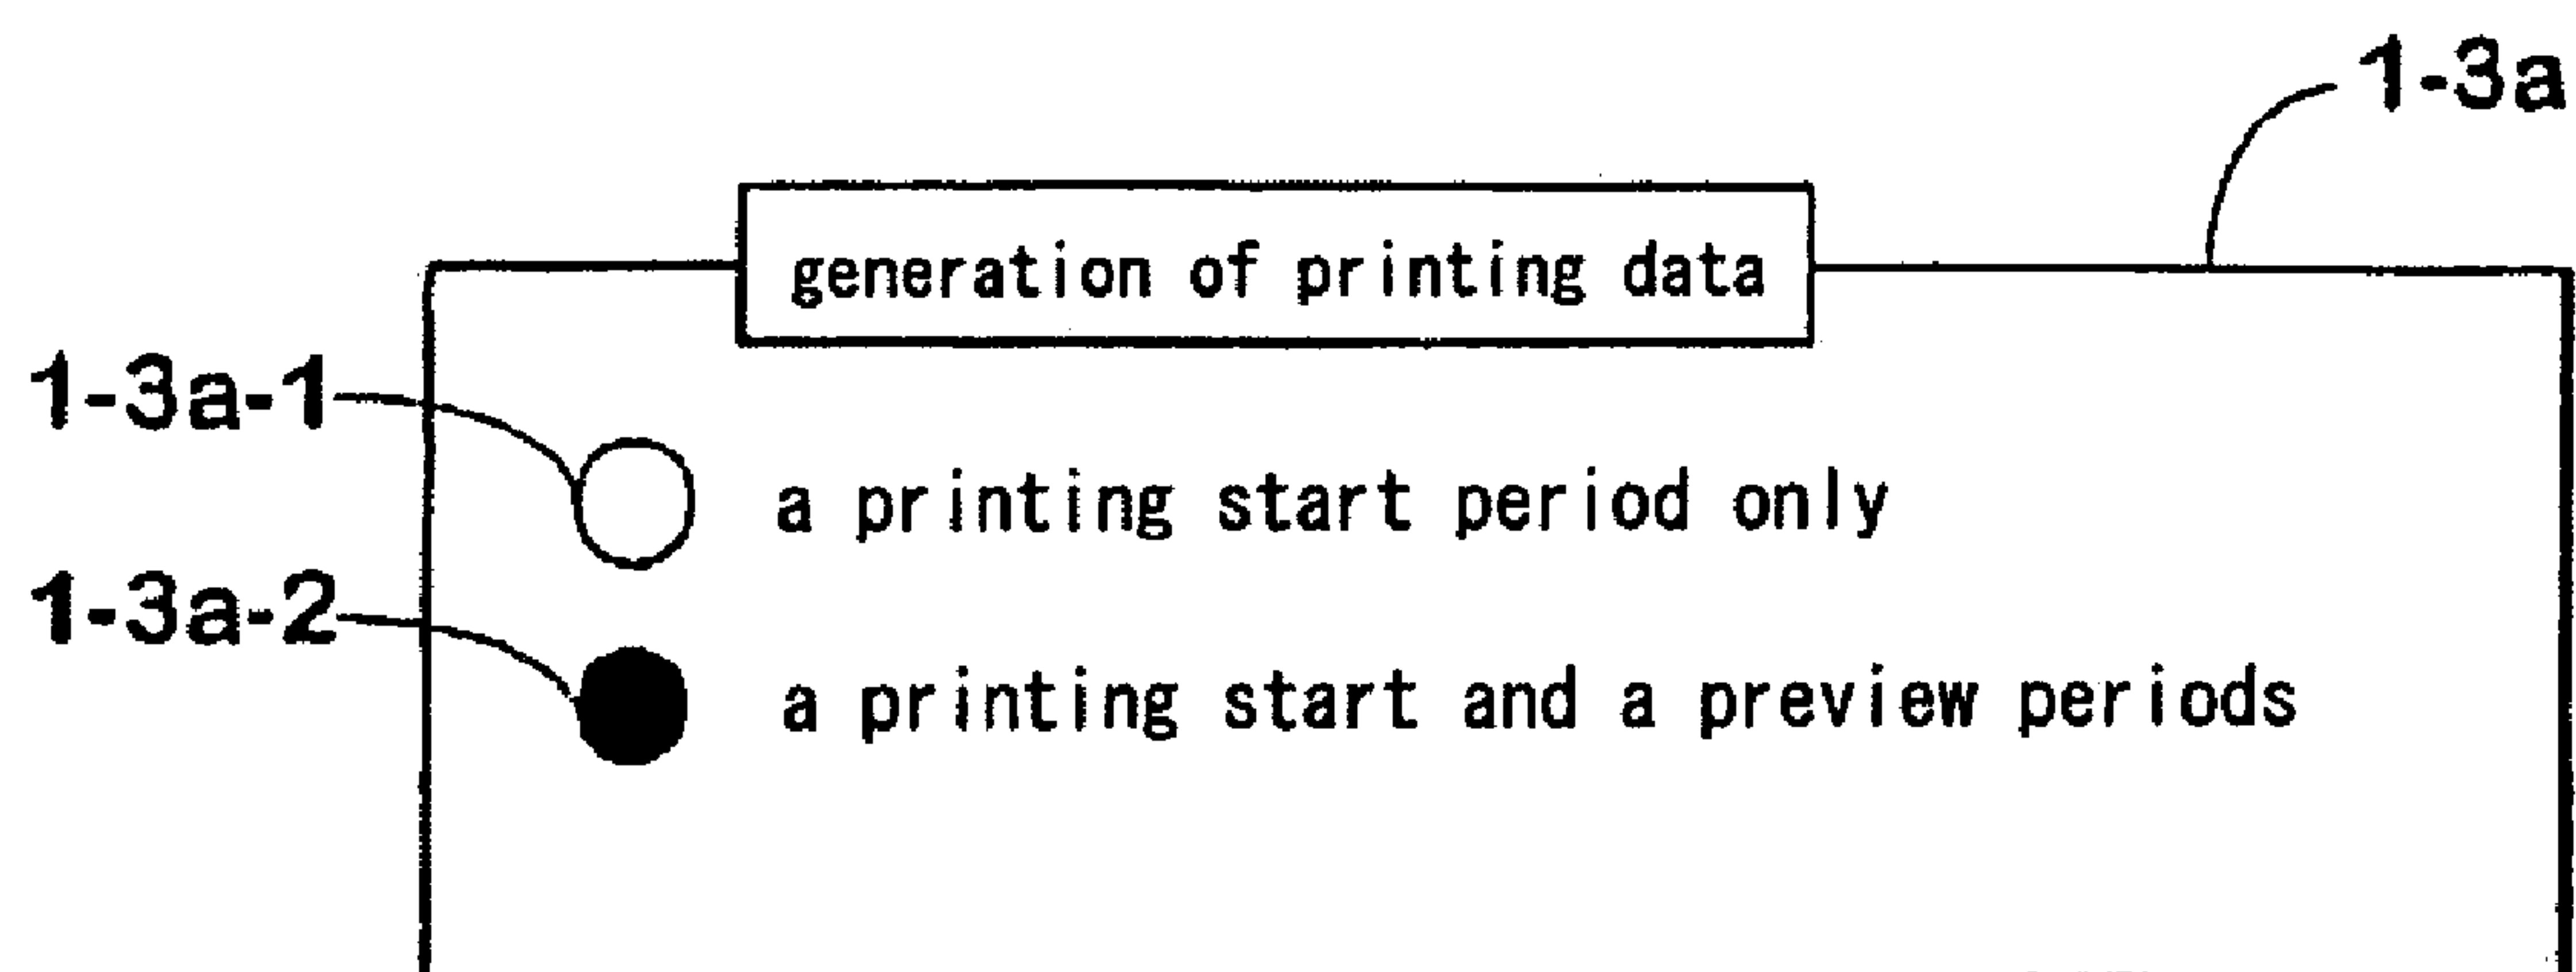 1-3a
generation of printing data
1-3a-1
a printing start period only
1-3a-2
a printing start and a preview periods